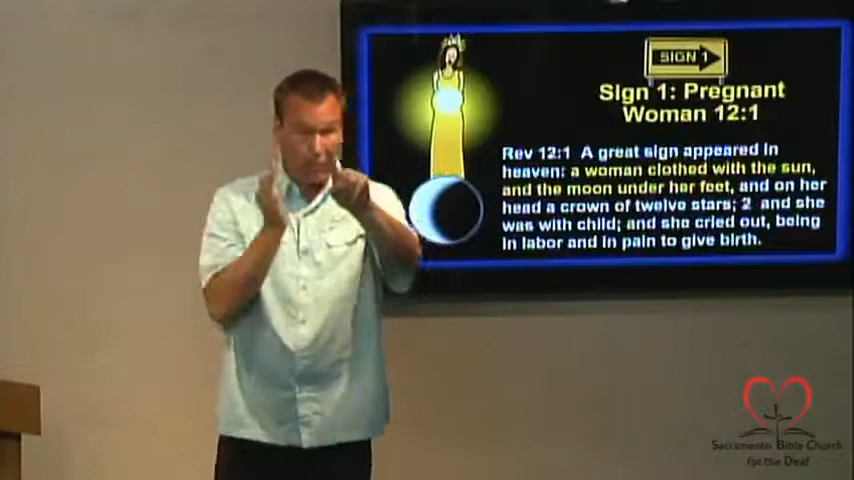 SIGN 1
Sign 1: Pregnant
Woman 12:1
Rev 12:1 A great sign appeared in
heaven: a woman clothed with the sun,
and the moon under her feet, and on her
head a crown of twelve stars; 2 and she
was with child; and she cried out, being
in labor and in pain to give birth.
Sacramento Bible Church
for the Deaf